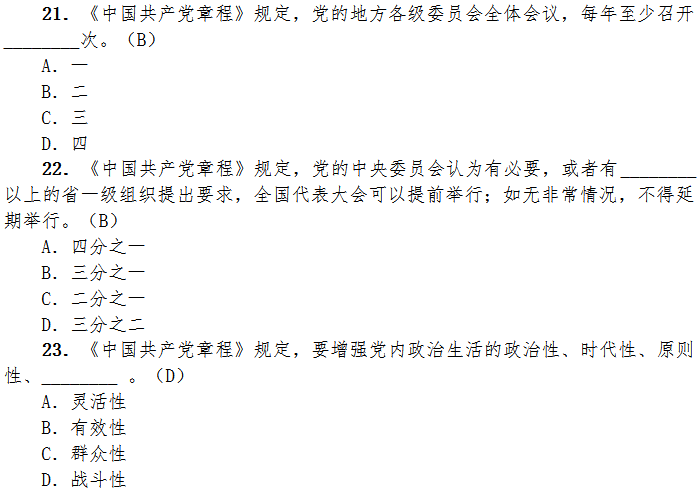 21. 《中国共产党章程》规定，党的地方各级委员会全体会议，每年至少召开
________次。（B）
A. 一
B. 二
C. 三
D. 四
22. 《中国共产党章程》规定，党的中央委员会认为有必要，或者有________
以上的省一级组织提出要求，全国代表大会可以提前举行；如无非常情况，不得延
期举行。（B）
A. 四分之一
B. 三分之一
C. 二分之一
D. 三分之二
23. 《中国共产党章程》规定，要增强党内政治生活的政治性、时代性、原则
性、________ 。（D）
A. 灵活性
B. 有效性
C. 群众性
D. 战斗性